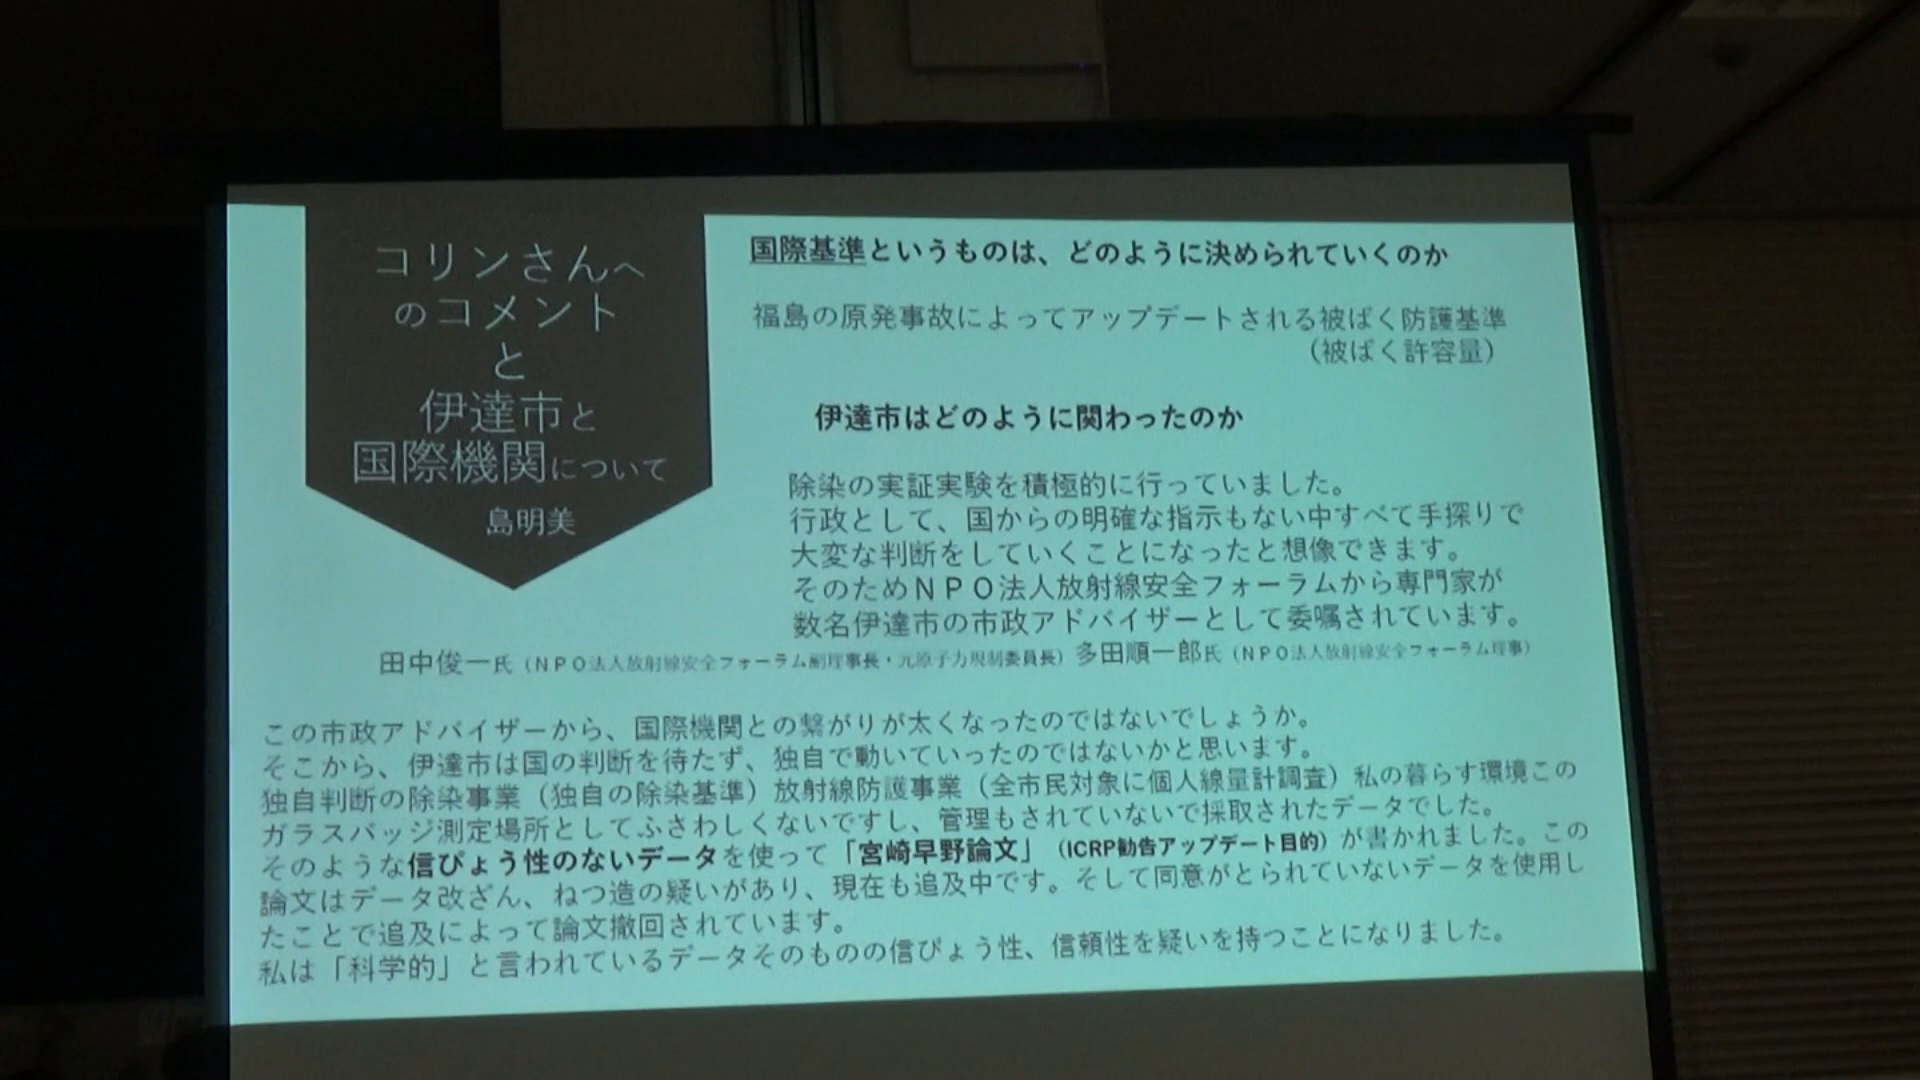 コリンさんへ
のコメント
と
伊達市と
国際機関について
島明美
国際基準というものは、どのように決められていくのか
福島の原発事故によってアップデートされる被ばく防護基準
（被ばく許容量）
伊達市はどのように関わったのか
除染の実証実験を積極的に行っていました。
行政として、国からの明確な指示もない中すべて手探りで
大変な判断をしていくことになったと想像できます。
そのためＮＰＯ法人放射線安全フォーラムから専門家が
数名伊達市の市政アドバイザーとして委嘱されています。
田中俊一氏（ＮＰＯ法人放射線安全フォーラム副理事長・元原子力規制委員長）多田順一郎氏（ＮＰＯ法人放射線安全フォーラム理事）
この市政アドバイザーから、国際機関との繋がりが太くなったのではないでしょうか。
そこから、伊達市は国の判断を待たず、独自で動いていったのではないかと思います。
独自判断の除染事業（独自の除染基準）放射線防護事業（全市民対象に個人線量計調査）私の暮らす環境この
ガラスバッジ測定場所としてふさわしくないですし、管理もされていないで採取されたデータでした。
そのような信ぴょう性のないデータを使って「宮崎早野論文」（ICRP勧告アップデート目的）が書かれました。この
論文はデータ改ざん、ねつ造の疑いがあり、現在も追及中です。そして同意がとられていないデータを使用し
たことで追及によって論文撤回されています。
私は「科学的」と言われているデータそのものの信ぴょう性、信頼性を疑いを持つことになりました。